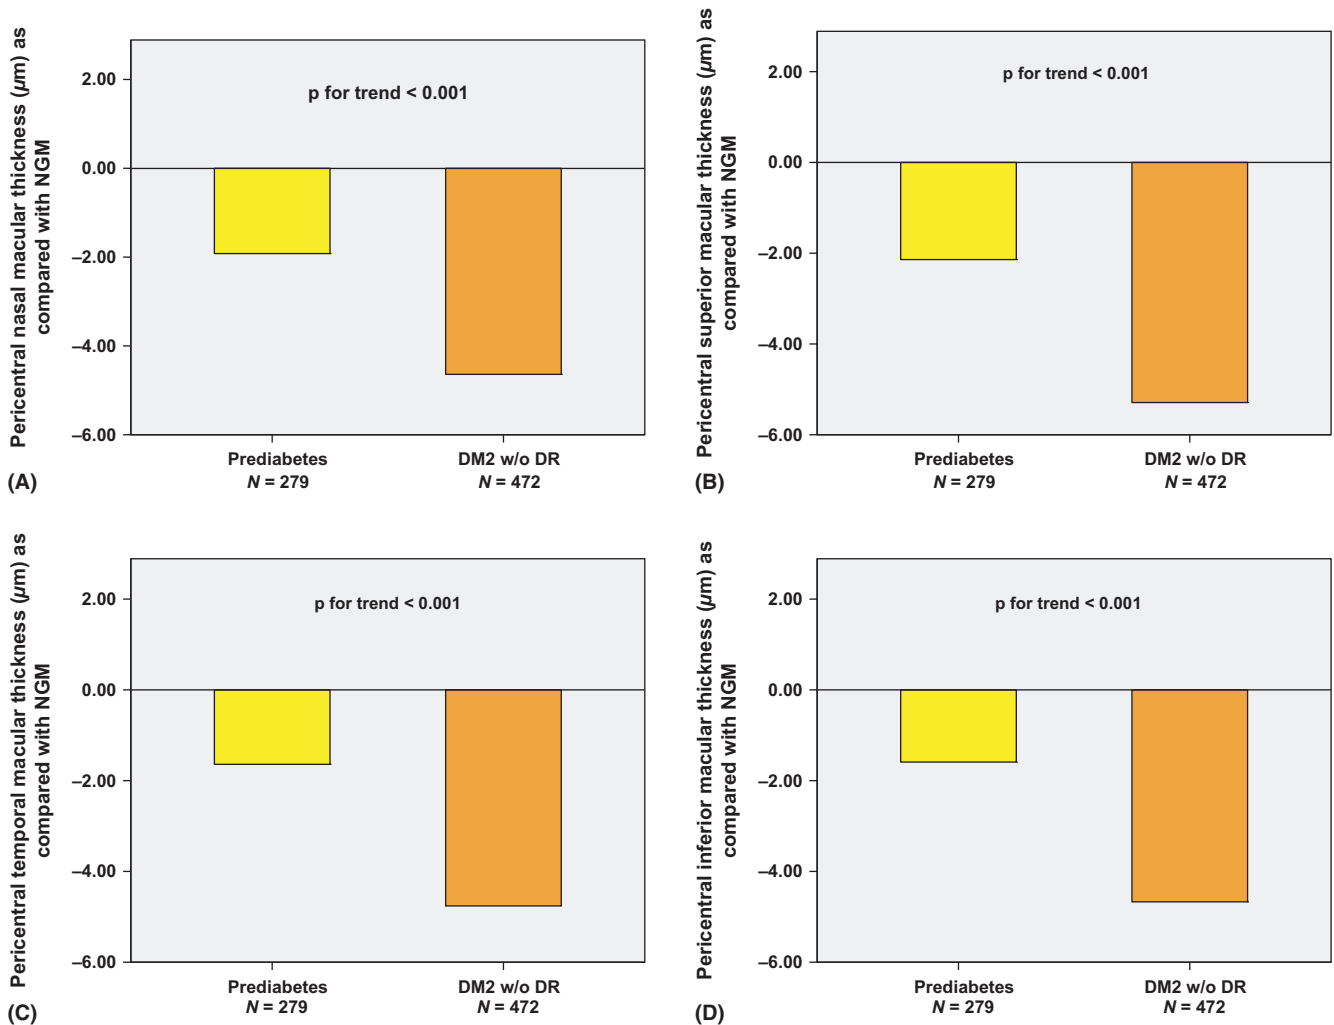 Pericentral nasal macular thickness (µm) as
compared with NGM
2.00
0.00
–2.00
–4.00
–6.00
p for trend < 0.001
Prediabetes
N = 279
DM2 w/o DR
N = 472
(A)
Pericentral superior macular thickness (µm) as
compared with NGM
2.00
0.00
–2.00
–4.00
–6.00
p for trend < 0.001
Prediabetes
N = 279
DM2 w/o DR
N = 472
(B)
Pericentral temporal macular thickness (µm) as
compared with NGM
2.00
0.00
–2.00
–4.00
–6.00
p for trend < 0.001
Prediabetes
N = 279
DM2 w/o DR
N = 472
(C)
Pericentral inferior macular thickness (µm) as
compared with NGM
2.00
0.00
–2.00
–4.00
–6.00
p for trend < 0.001
Prediabetes
N = 279
DM2 w/o DR
N = 472
(D)